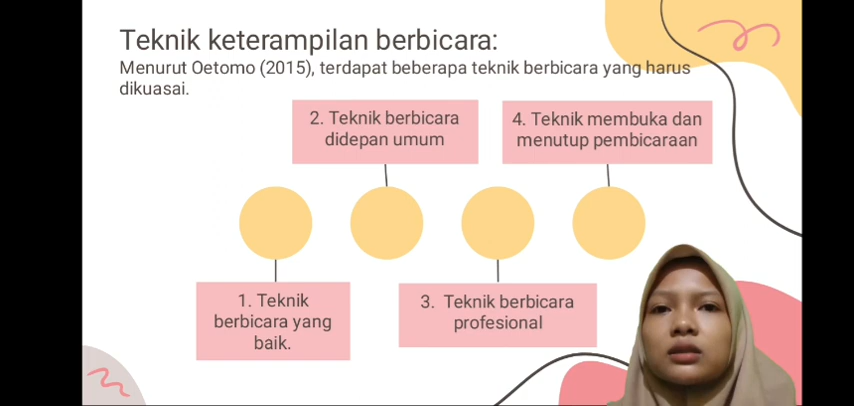 Teknik keterampilan berbicara:
Menurut Oetomo (2015), terdapat beberapa teknik berbicara yang harus
dikuasai.
2. Teknik berbicara
didepan umum
4. Teknik membuka dan
menutup pembicaraan
1. Teknik
berbicara yang
baik.
3. Teknik berbicara
profesional